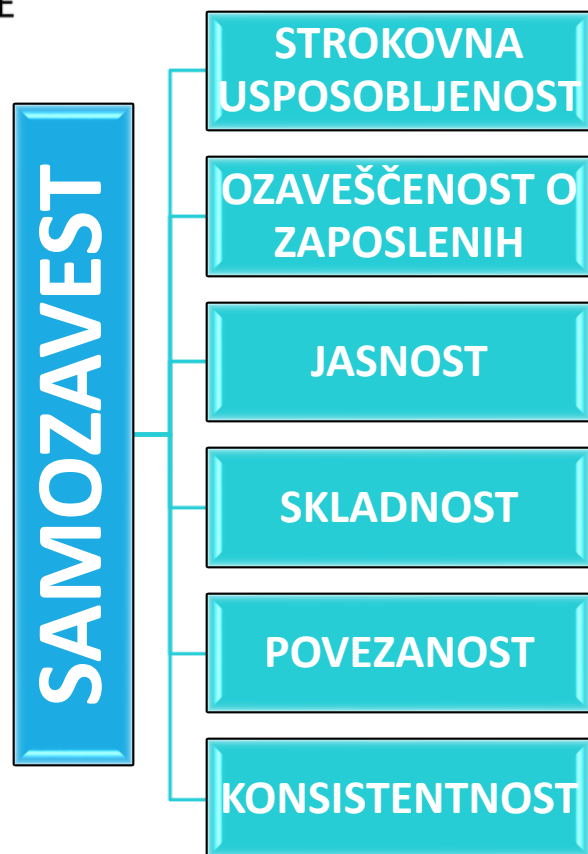 E
SAMOZAVEST
STROKOVNA
USPOSOBLJENOST
OZAVEŠČENOST O
ZAPOSLENIH
JASNOST
SKLADNOST
POVEZANOST
KONSISTENTNOST